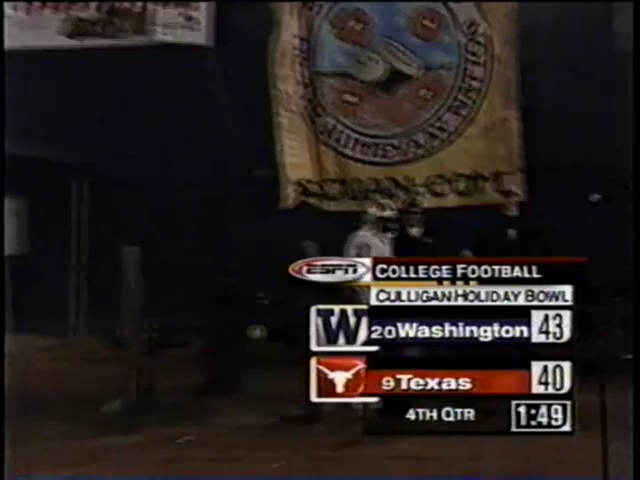 ESPN
COLLEGE FOOTBALL
CULLIGAN HOLIDAY BOWL
W
20 Washington 43
9 Texas 40
4TH QTR 1:49